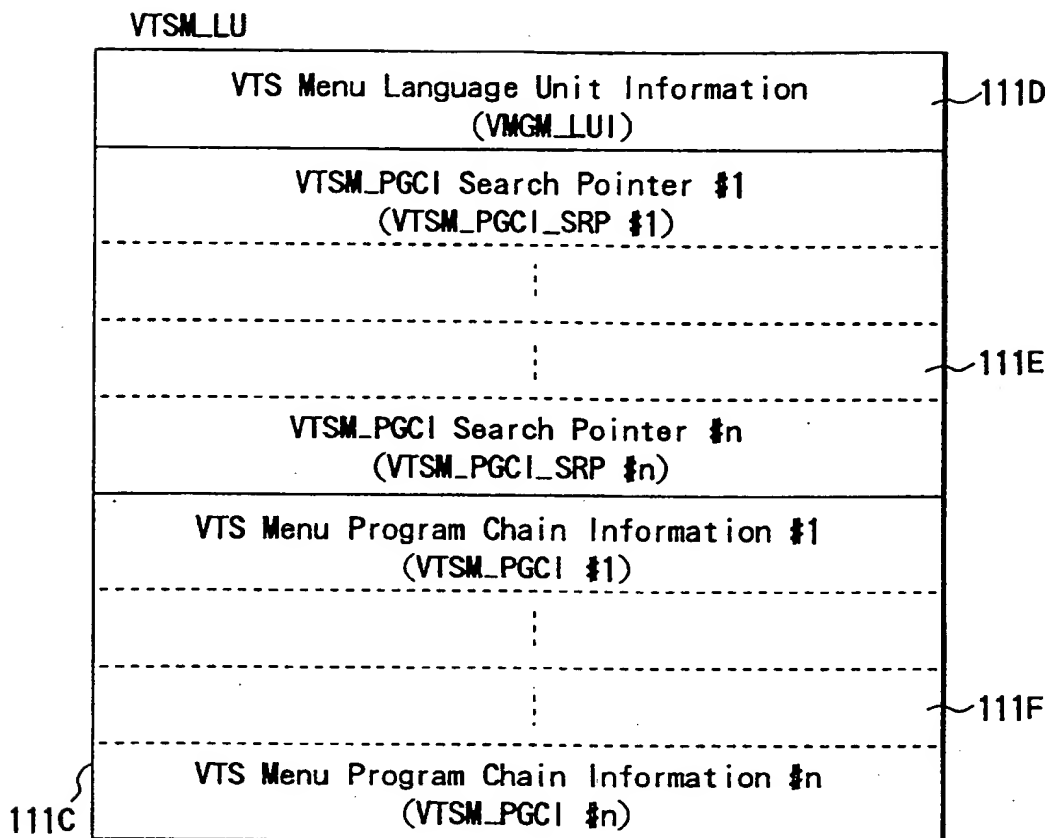 VTSM_LU
VTS Menu Language Unit Information
(VMGM_LUI)
111D
VTSM_PGCI Search Pointer #1
(VTSM_PGCI_SRP #1)
111E
VTSM_PGCI Search Pointer #n
(VTSM_PGCI_SRP #n)
VTS Menu Program Chain Information #1
(VTSM_PGCI #1)
111F
VTS Menu Program Chain Information #n
(VTSM_PGCI #n)
111C